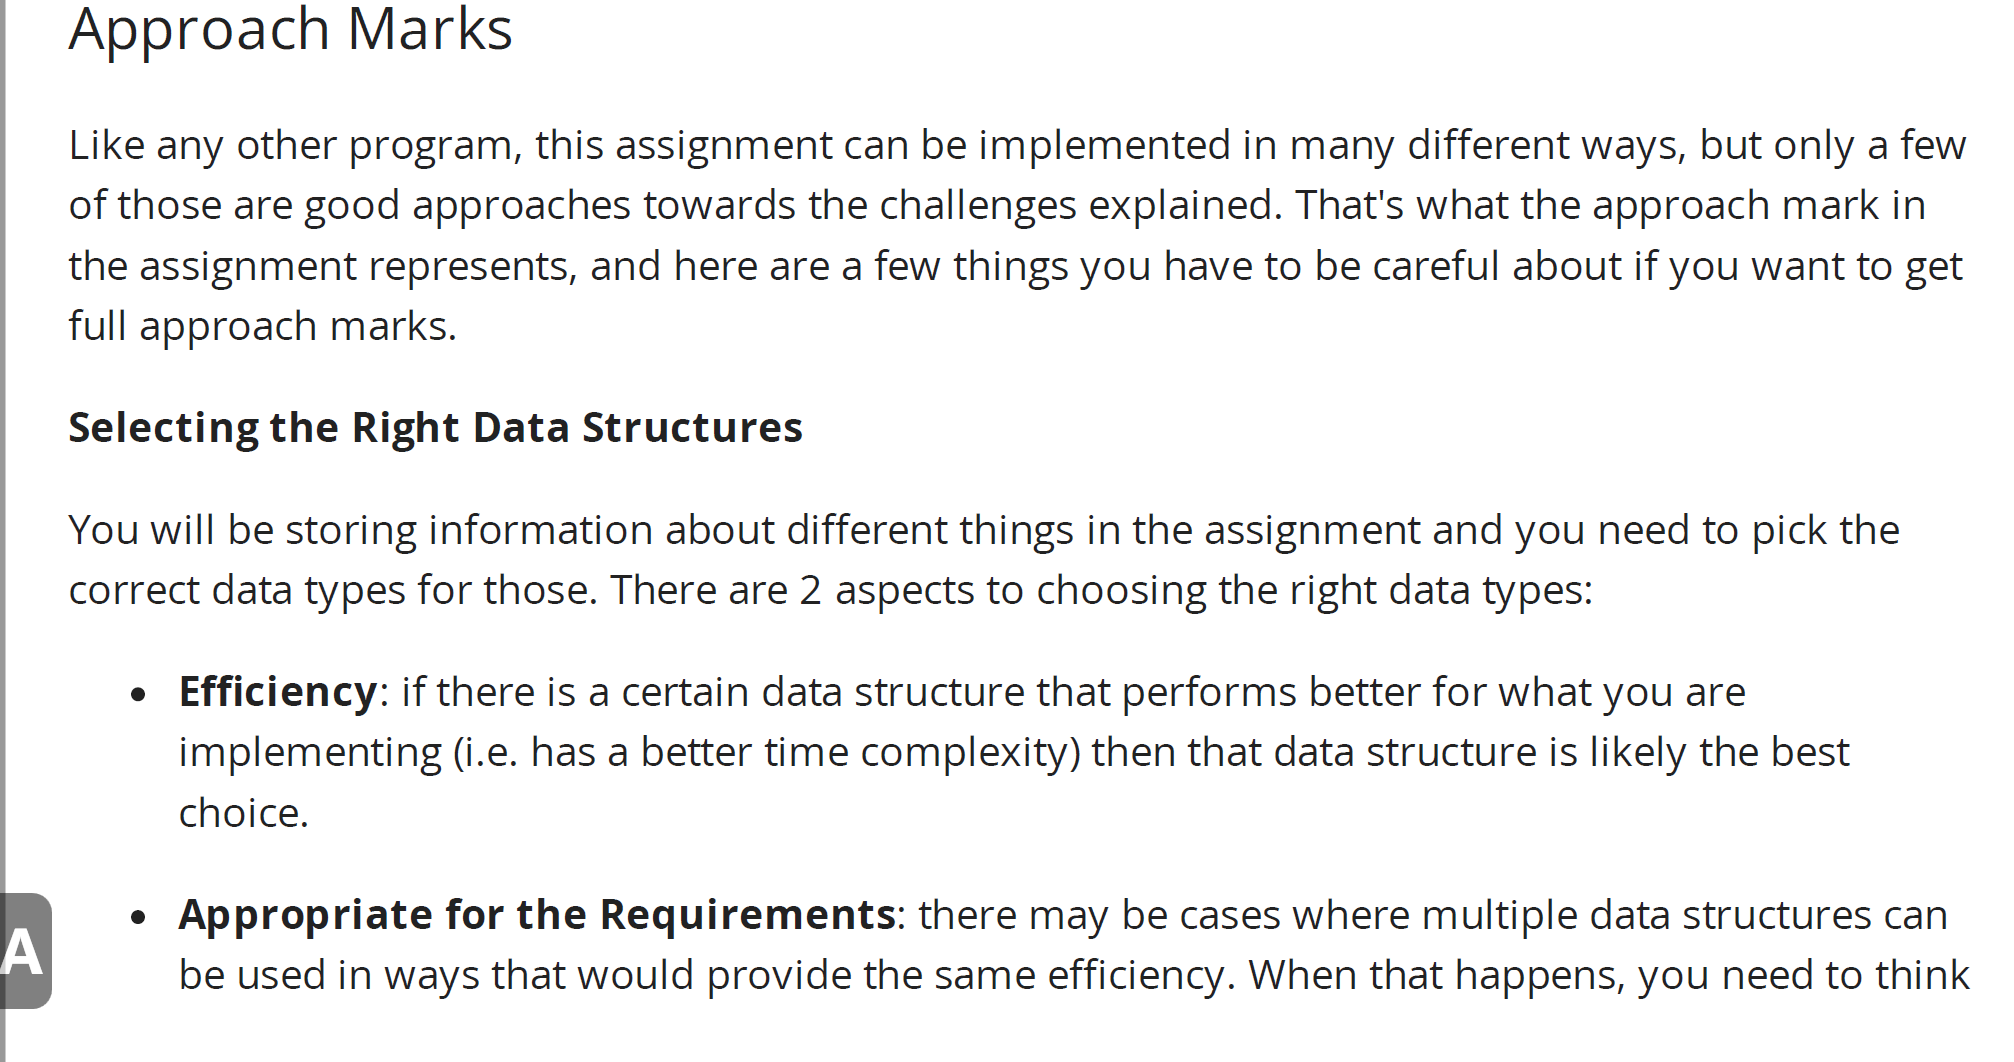 Approach Marks
Like any other program, this assignment can be implemented in many different ways, but only a few
of those are good approaches towards the challenges explained. That's what the approach mark in
the assignment represents, and here are a few things you have to be careful about if you want to get
full approach marks.
Selecting the Right Data Structures
You will be storing information about different things in the assignment and you need to pick the
correct data types for those. There are 2 aspects to choosing the right data types:
• Efficiency: if there is a certain data structure that performs better for what you are
implementing (i.e. has a better time complexity) then that data structure is likely the best
choice.
• Appropriate for the Requirements: there may be cases where multiple data structures can
A
be used in ways that would provide the same efficiency. When that happens, you need to think